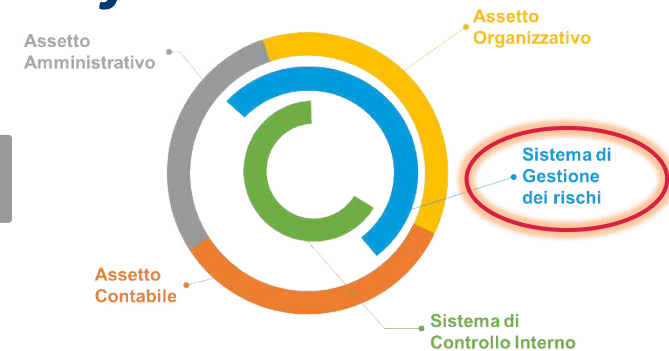 Assetto
Amministrativo
Assetto
Organizzativo
Sistema di
Gestione
dei rischi
Assetto
Contabile
Sistema di
Controllo Interno